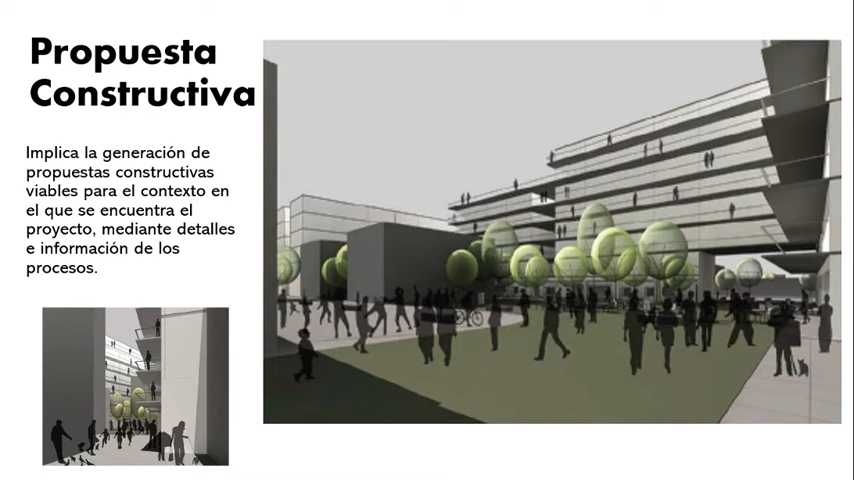 Propuesta
Constructiva
Implica la generación de
propuestas constructivas
viables para el contexto en
el que se encuentra el
proyecto, mediante detalles
e información de los
procesos.